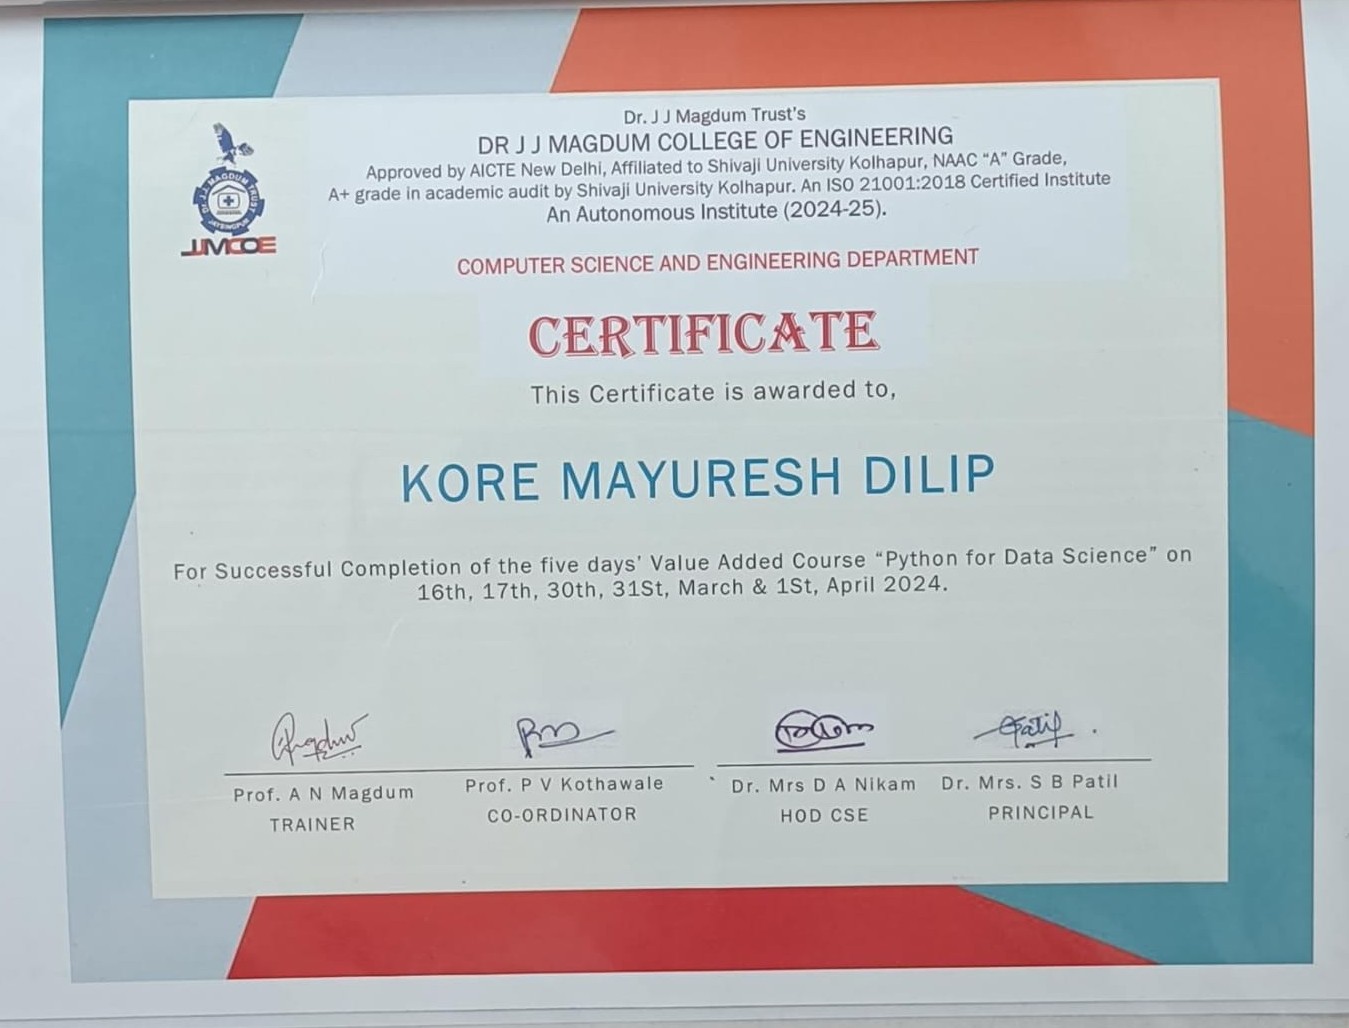 Dr. J J Magdum Trust's
DR J J MAGDUM COLLEGE OF ENGINEERING
Approved by AICTE New Delhi, Affiliated to Shivaji University Kolhapur, NAAC “A” Grade,
A+ grade in academic audit by Shivaji University Kolhapur. An ISO 21001:2018 Certified Institute
An Autonomous Institute (2024-25).
DR. J.J. MAGDUM TRUST
JAYSINGPUR
JJMCOE
COMPUTER SCIENCE AND ENGINEERING DEPARTMENT
CERTIFICATE
This Certificate is awarded to,
KORE MAYURESH DILIP
For Successful Completion of the five days’ Value Added Course “Python for Data Science” on
16th, 17th, 30th, 31St, March & 1St, April 2024.
Prof. A N Magdum
TRAINER
Prof. P V Kothawale
CO-ORDINATOR
Dr. Mrs D A Nikam
HOD CSE
Dr. Mrs. S B Patil
PRINCIPAL